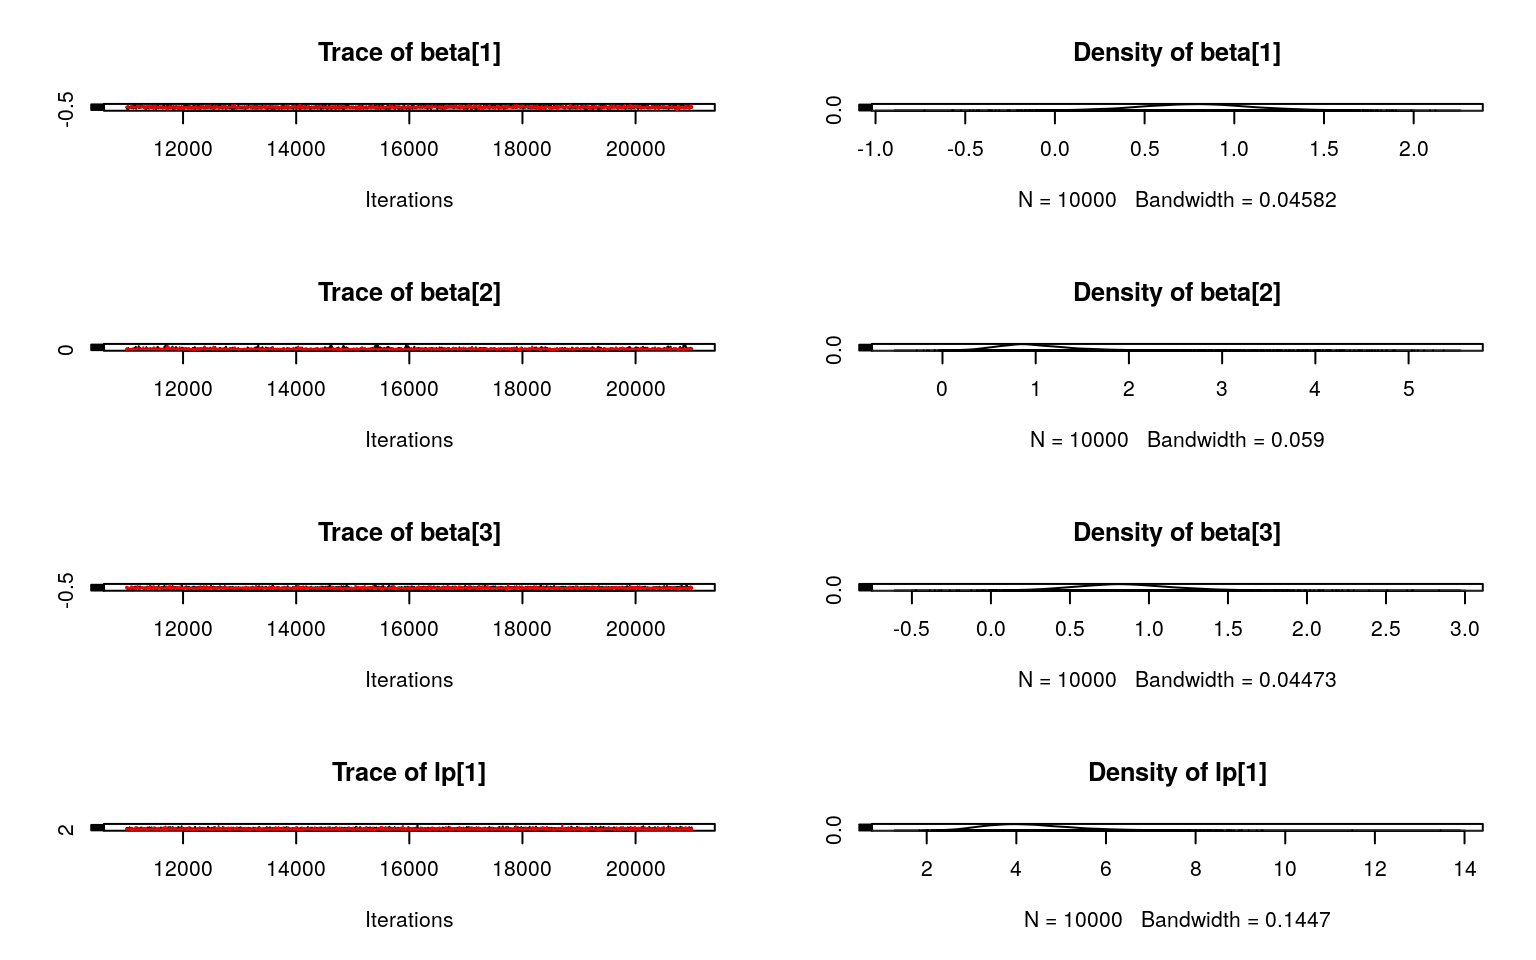 Trace of beta[1]
-0.5
12000 14000 16000 18000 20000
Iterations
Density of beta[1]
0.0
-1.0 -0.5 0.0 0.5 1.0 1.5 2.0
N = 10000 Bandwidth = 0.04582
Trace of beta[2]
0
12000 14000 16000 18000 20000
Iterations
Density of beta[2]
0.0
0 1 2 3 4 5
N = 10000 Bandwidth = 0.059
Trace of beta[3]
-0.5
12000 14000 16000 18000 20000
Iterations
Density of beta[3]
0.0
-0.5 0.0 0.5 1.0 1.5 2.0 2.5 3.0
N = 10000 Bandwidth = 0.04473
Trace of lp[1]
2
12000 14000 16000 18000 20000
Iterations
Density of lp[1]
0.0
2 4 6 8 10 12 14
N = 10000 Bandwidth = 0.1447